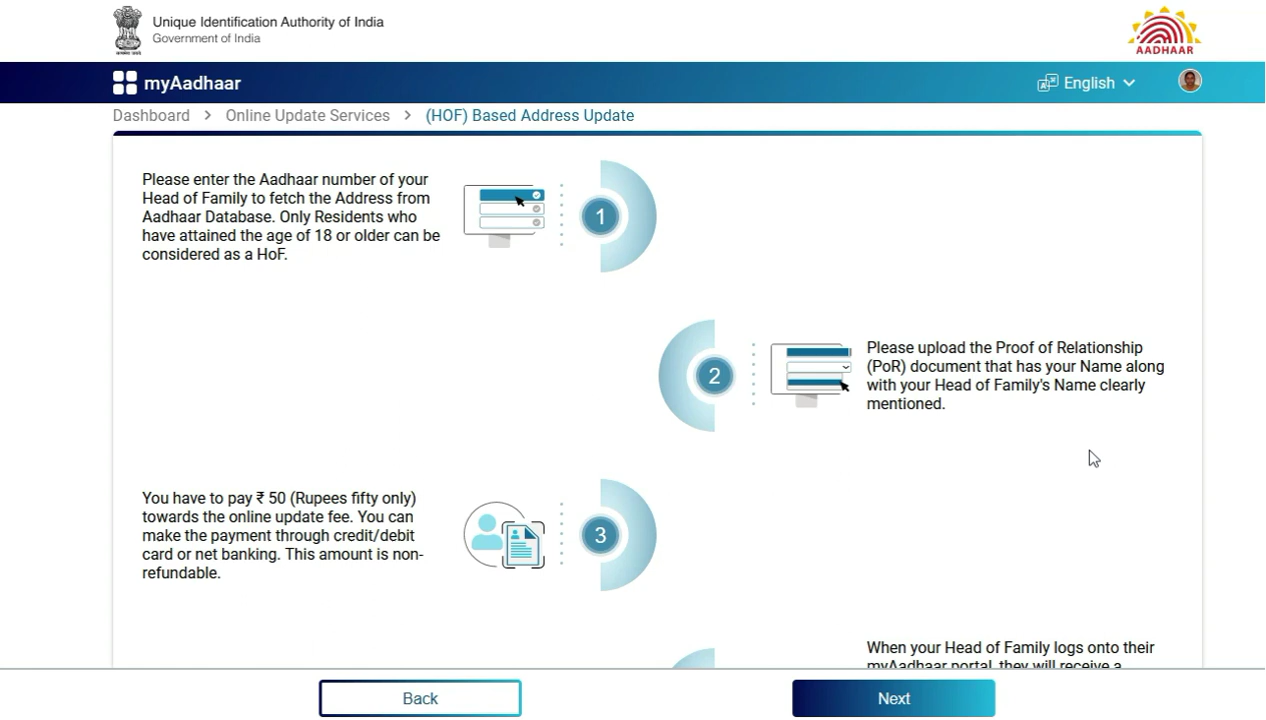 Unique Identification Authority of India
Government of India
AADHAAR
myAadhaar
English
Dashboard > Online Update Services > (HOF) Based Address Update
Please enter the Aadhaar number of your
Head of Family to fetch the Address from
Aadhaar Database. Only Residents who
have attained the age of 18 or older can be
considered as a HoF.
1
2
Please upload the Proof of Relationship
(PoR) document that has your Name along
with your Head of Family's Name clearly
mentioned.
You have to pay ₹ 50 (Rupees fifty only)
towards the online update fee. You can
make the payment through credit/debit
card or net banking. This amount is non-
refundable.
3
When your Head of Family logs onto their
myAadhaar portal, they will receive a
Back
Next